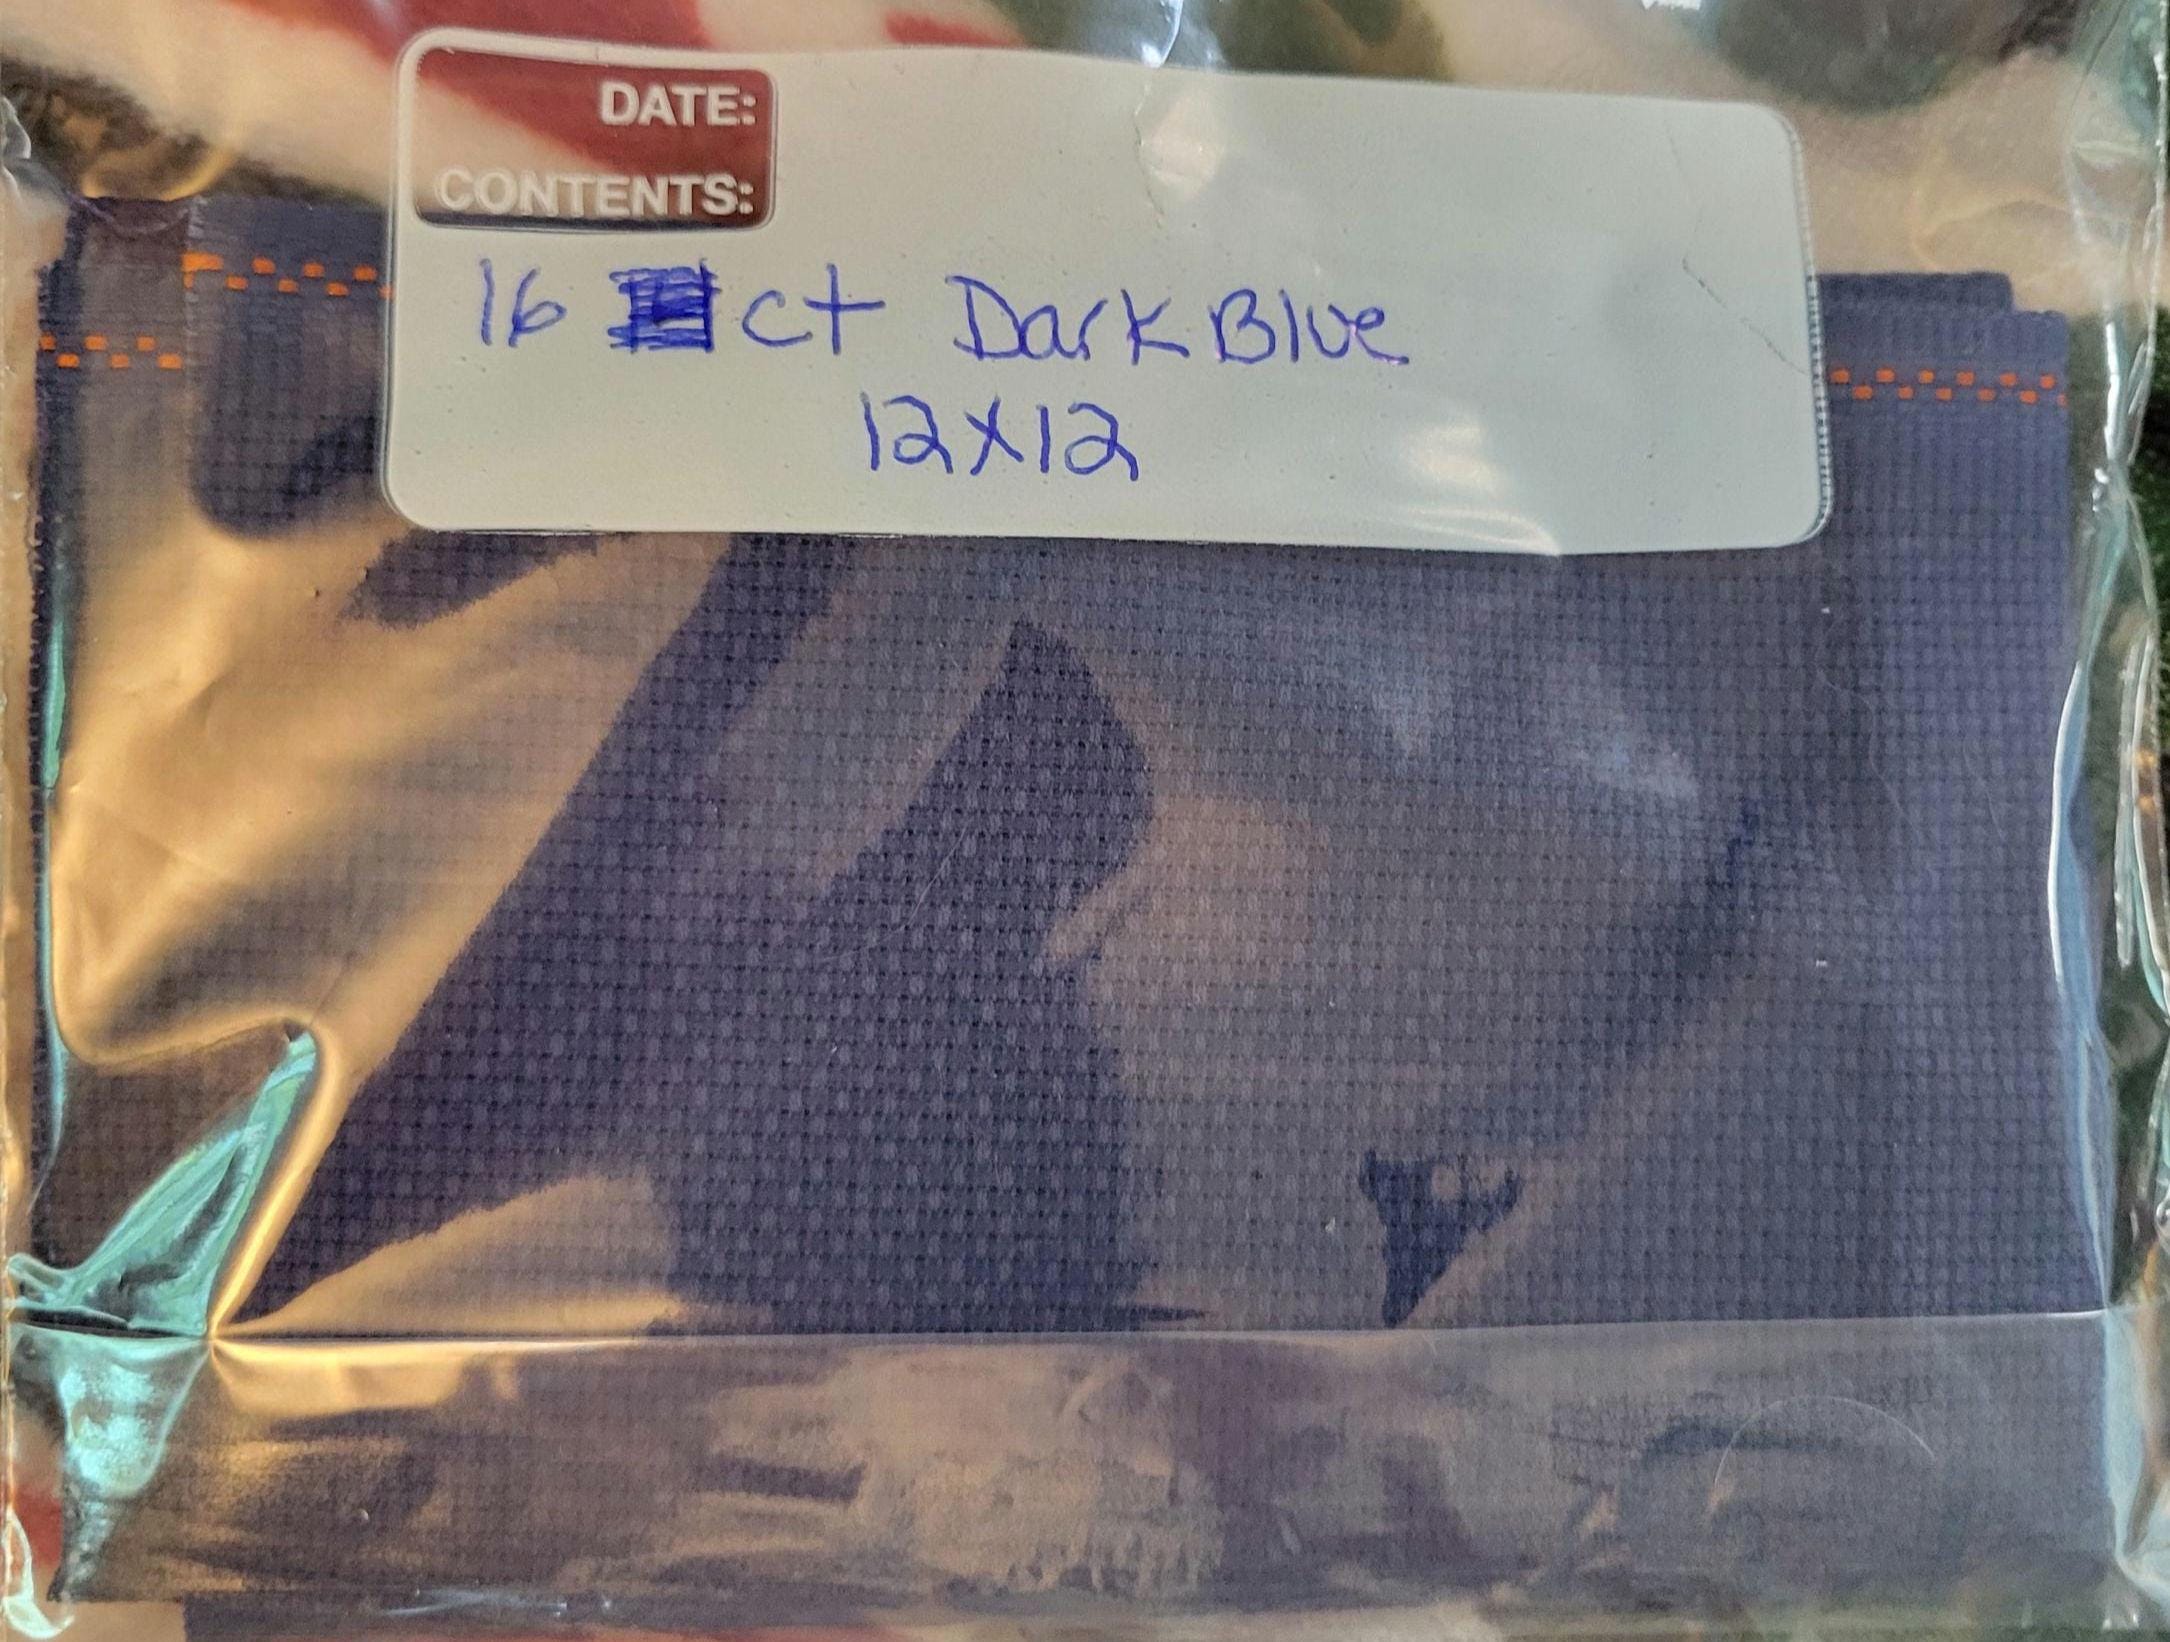 DATE:
CONTENTS:
16 ct Dark Blue
12x12